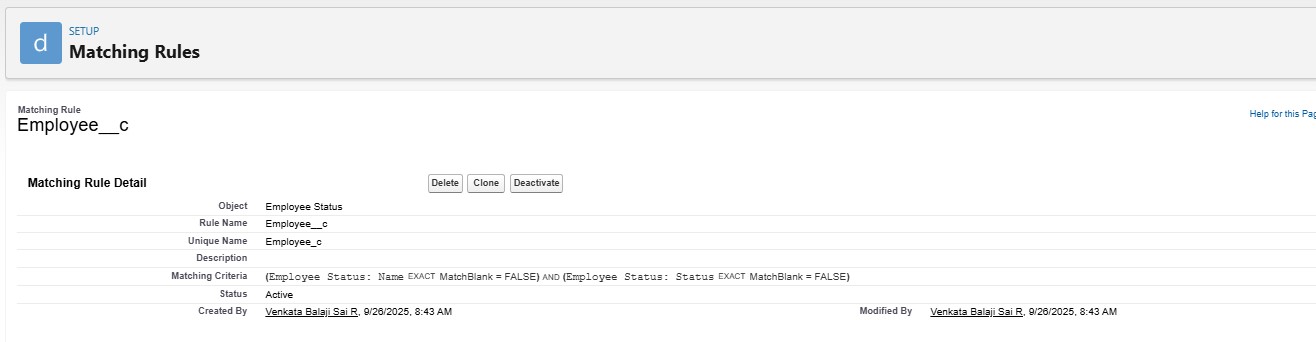 d
SETUP
Matching Rules
Matching Rule
Employee__c
Help for this Pag
Matching Rule Detail
Delete Clone Deactivate
Object Employee Status
Rule Name Employee__c
Unique Name Employee_c
Description
Matching Criteria (Employee Status: Name EXACT MatchBlank = FALSE) AND (Employee Status: Status EXACT MatchBlank = FALSE)
Status Active
Created By Venkata Balaji Sai R, 9/26/2025, 8:43 AM Modified By Venkata Balaji Sai R, 9/26/2025, 8:43 AM